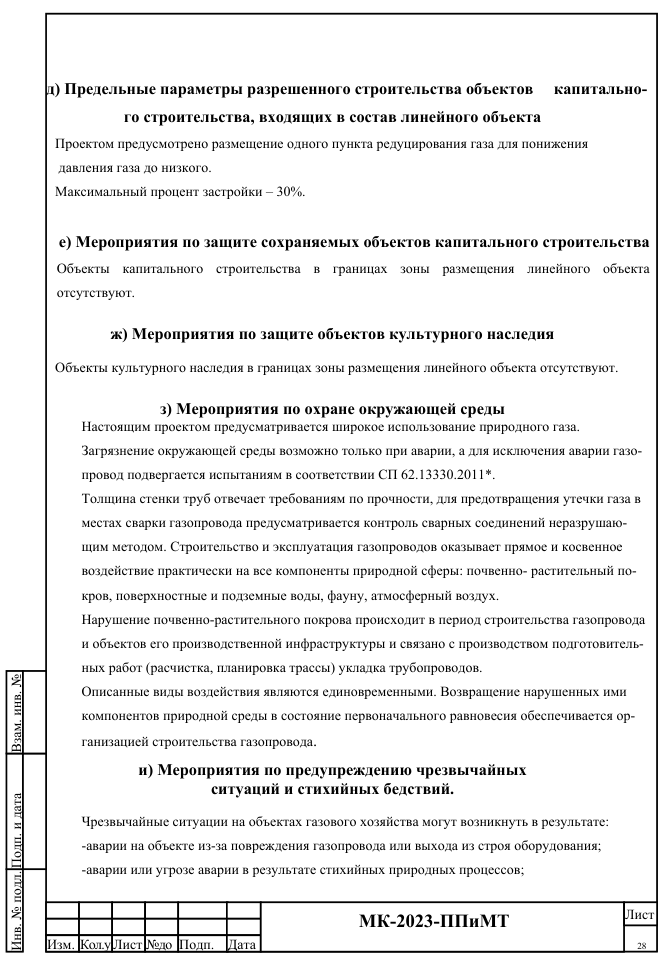 д) Предельные параметры разрешенного строительства объектов капитально-
го строительства, входящих в состав линейного объекта
Проектом предусмотрено размещение одного пункта редуцирования газа для понижения
давления газа до низкого.
Максимальный процент застройки – 30%.
е) Мероприятия по защите сохраняемых объектов капитального строительства
Объекты капитального строительства в границах зоны размещения линейного объекта
отсутствуют.
ж) Мероприятия по защите объектов культурного наследия
Объекты культурного наследия в границах зоны размещения линейного объекта отсутствуют.
з) Мероприятия по охране окружающей среды
Настоящим проектом предусматривается широкое использование природного газа.
Загрязнение окружающей среды возможно только при аварии, а для исключения аварии газо-
провод подвергается испытаниям в соответствии СП 62.13330.2011*.
Толщина стенки труб отвечает требованиям по прочности, для предотвращения утечки газа в
местах сварки газопровода предусматривается контроль сварных соединений неразрушаю-
щим методом. Строительство и эксплуатация газопроводов оказывает прямое и косвенное
воздействие практически на все компоненты природной сферы: почвенно- растительный по-
кров, поверхностные и подземные воды, фауну, атмосферный воздух.
Нарушение почвенно-растительного покрова происходит в период строительства газопровода
и объектов его производственной инфраструктуры и связано с производством подготовитель-
ных работ (расчистка, планировка трассы) укладка трубопроводов.
Описанные виды воздействия являются единовременными. Возвращение нарушенных ими
компонентов природной среды в состояние первоначального равновесия обеспечивается ор-
ганизацией строительства газопровода.
и) Мероприятия по предупреждению чрезвычайных
ситуаций и стихийных бедствий.
Чрезвычайные ситуации на объектах газового хозяйства могут возникнуть в результате:
-аварии на объекте из-за повреждения газопровода или выхода из строя оборудования;
-аварии или угрозе аварии в результате стихийных природных процессов;
Взам. инв. №
Подп. и дата
Инв. № подл.
Изм. Кол.у Лист №до Подп. Дата
МК-2023-ППиМТ
Лист
28